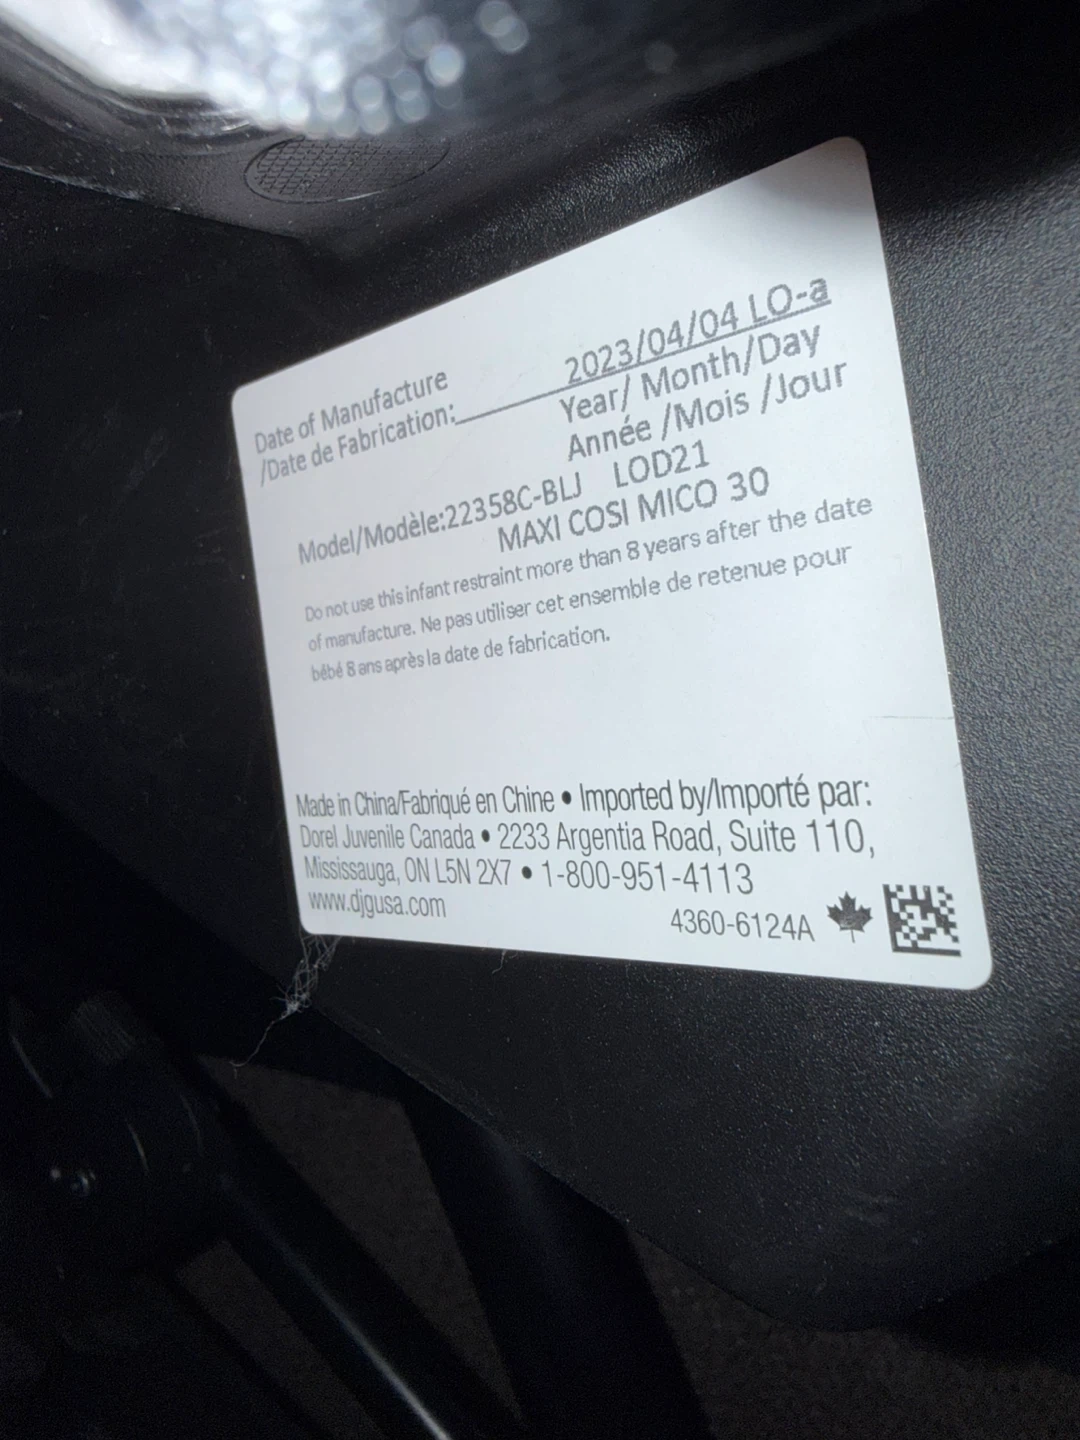 Date of Manufacture
/Date de Fabrication: 2023/04/04 LO-a
Year/ Month/Day
Année /Mois /Jour
Model/Modèle:22358C-BLJ LOD21
MAXI COSI MICO 30
Do not use this infant restraint more than 8 years after the date
of manufacture. Ne pas utiliser cet ensemble de retenue pour
bébé 8 ans après la date de fabrication.
Made in China/Fabriqué en Chine • Imported by/Importé par:
Dorel Juvenile Canada • 2233 Argentia Road, Suite 110,
Mississauga, ON L5N 2X7 • 1-800-951-4113
www.djgusa.com
4360-6124A